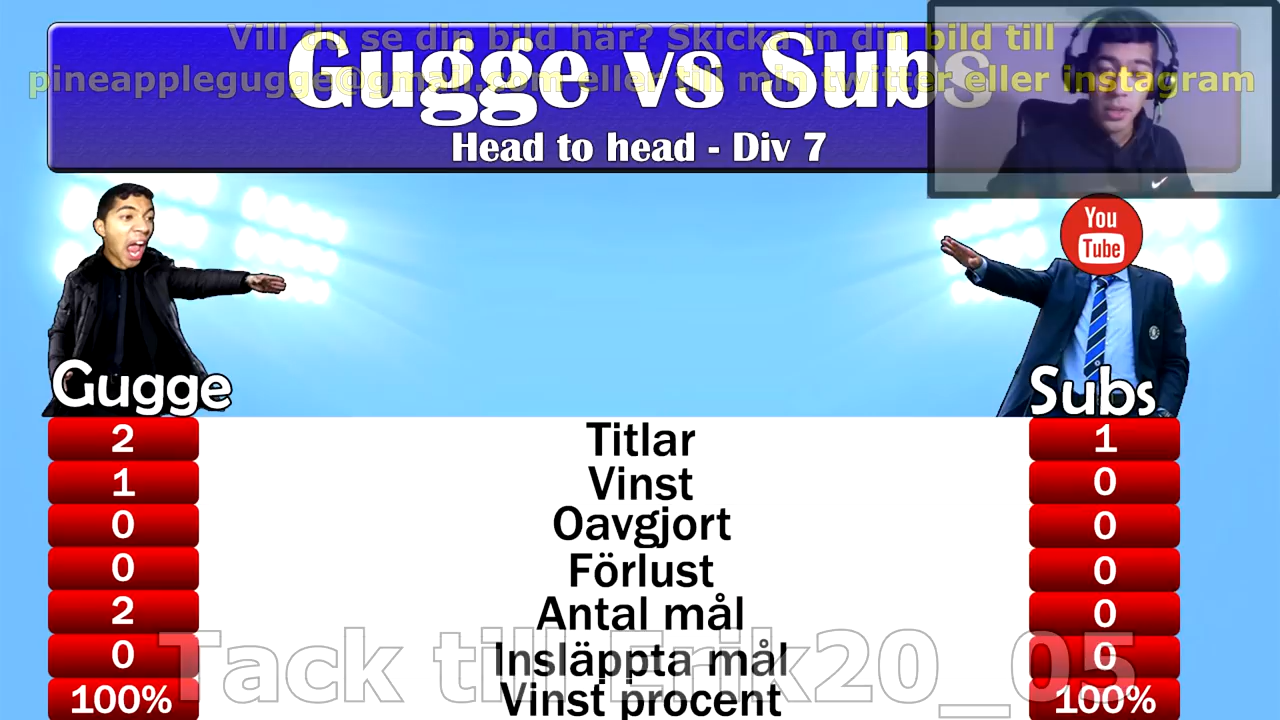 Vill du se din bild här? Skicka in din bild till
pineapplegugge@gmail.com eller till min twitter eller instagram
Gugge vs Subs
Head to head - Div 7
You
Tube
Gugge
Subs
2 Titlar 1
1 Vinst 0
0 Oavgjort 0
0 Förlust 0
2 Antal mål 0
0 Insläppta mål 0
Tack till Erik20_05
100% Vinst procent 100%